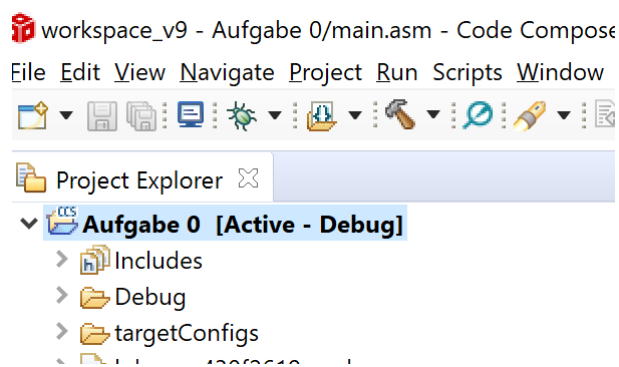 workspace_v9 - Aufgabe 0/main.asm - Code Compose
File Edit View Navigate Project Run Scripts Window
Project Explorer
CCS Aufgabe 0 [Active - Debug]
h Includes
Debug
targetConfigs